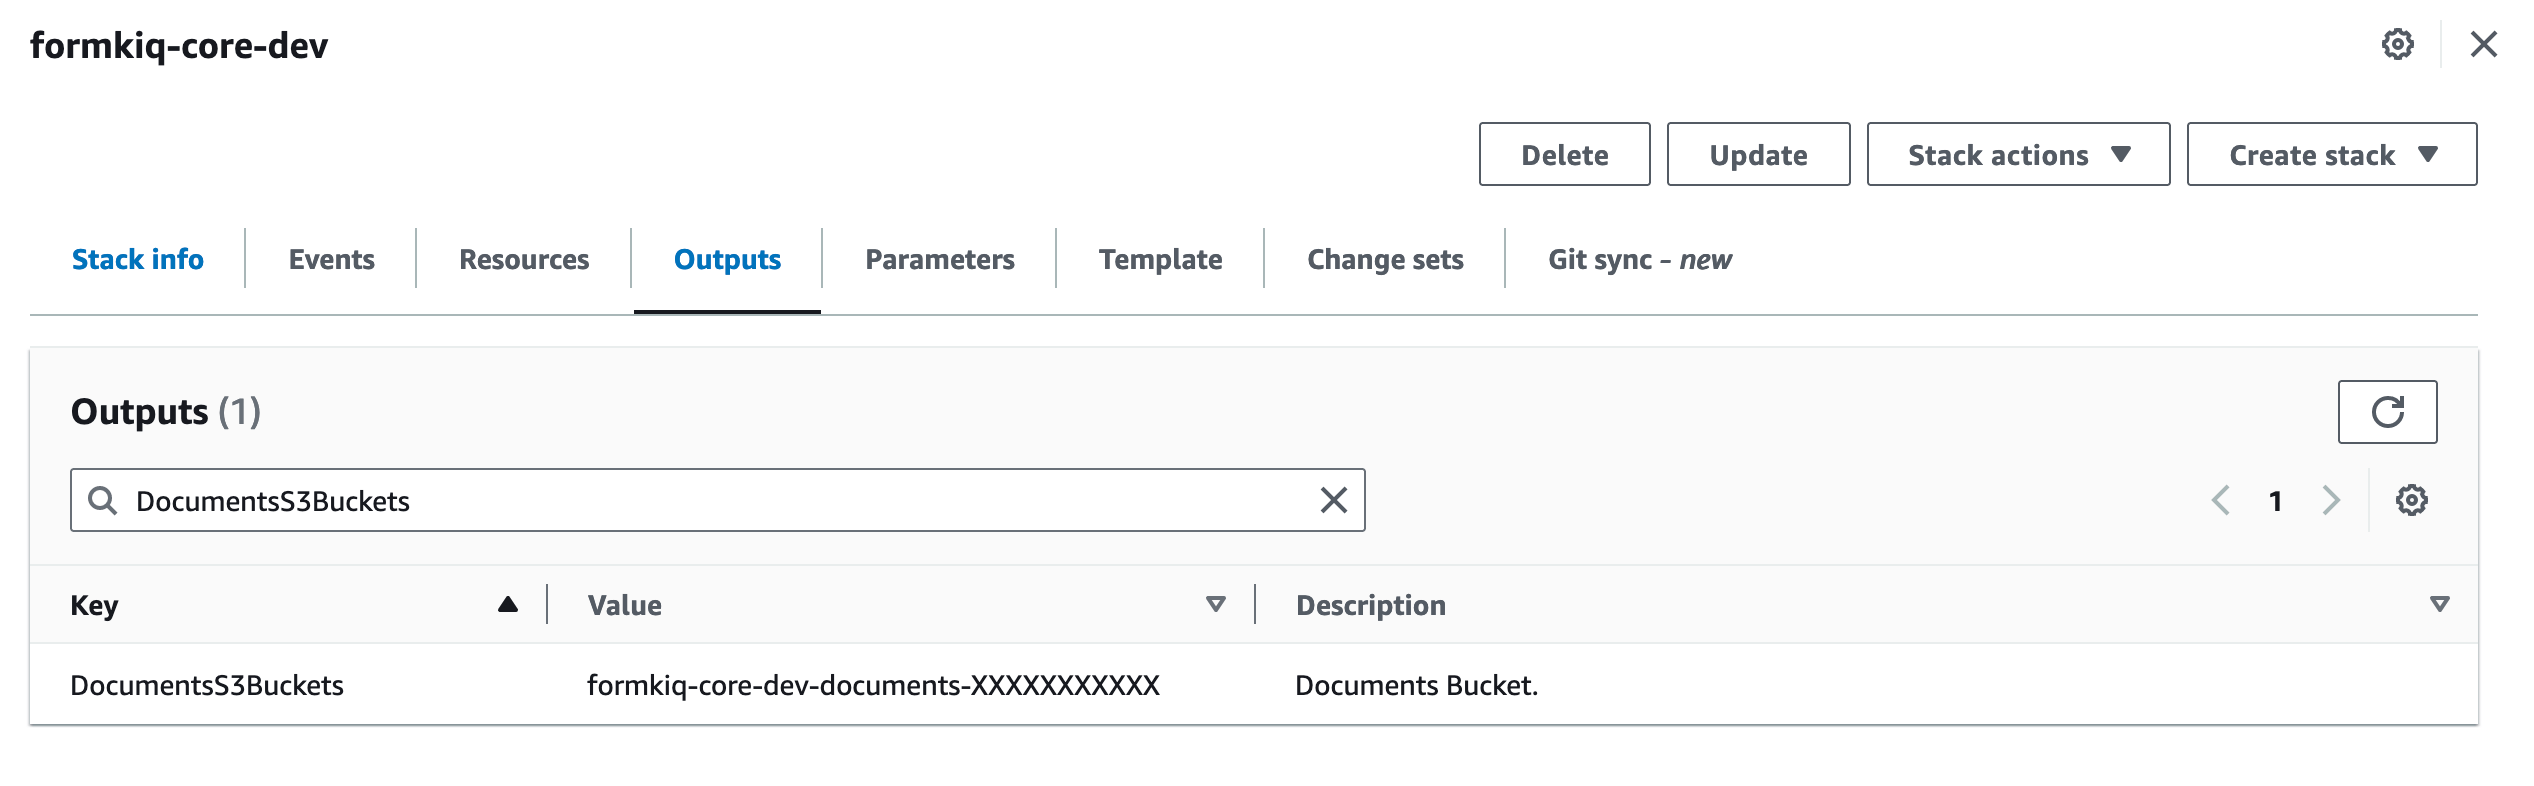 formkiq-core-dev
Delete Update Stack actions Create stack
Stack info Events Resources Outputs Parameters Template Change sets Git sync - new
Outputs (1)
DocumentsS3Buckets 1
Key Value Description
DocumentsS3Buckets formkiq-core-dev-documents-XXXXXXXXXXX Documents Bucket.